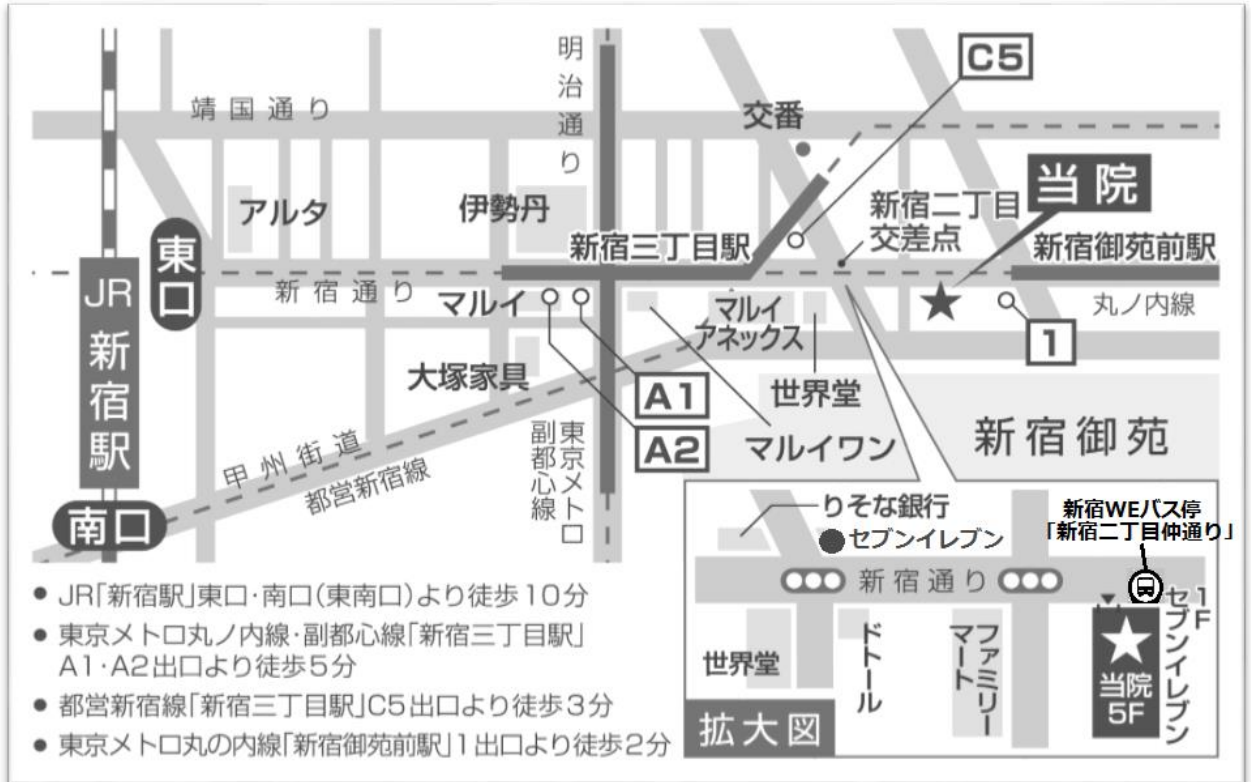 靖国通り
明治通り
C5
交番
当院
アルタ
伊勢丹
新宿二丁目
交差点
新宿三丁目駅
新宿御苑前駅
東口
JR新宿駅
新宿通り
マルイ
マルイ
アネックス
丸ノ内線
1
大塚家具
A1
A2
世界堂
マルイワン
新宿御苑
甲州街道
都営新宿線
東京メトロ
副都心線
南口
りそな銀行
セブンイレブン
新宿WEバス停
「新宿二丁目仲通り」
新宿通り
1F
セブンイレブン
世界堂
ドトール
ファミリー
マート
当院
5F
拡大図
● JR「新宿駅」東口・南口(東南口)より徒歩10分
● 東京メトロ丸ノ内線・副都心線「新宿三丁目駅」
A1・A2出口より徒歩5分
● 都営新宿線「新宿三丁目駅」C5出口より徒歩3分
● 東京メトロ丸の内線「新宿御苑前駅」1出口より徒歩2分